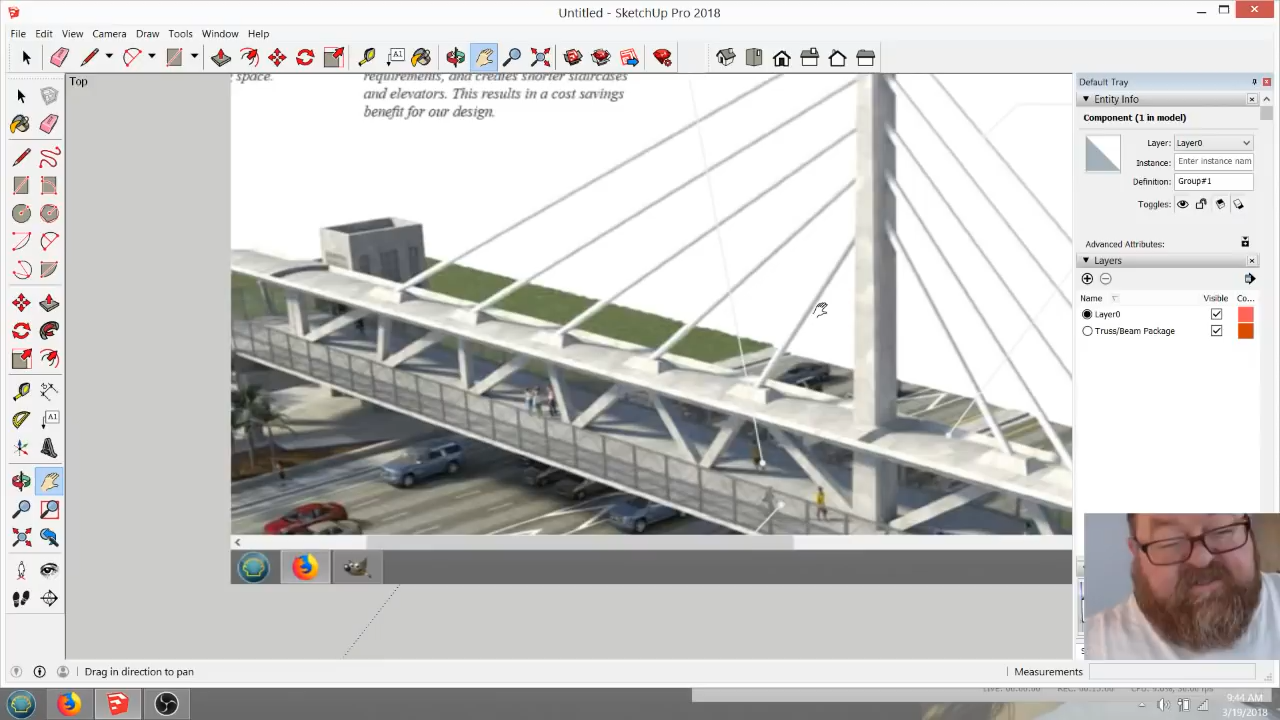 Untitled - SketchUp Pro 2018
File Edit View Camera Draw Tools Window Help
Top
g space.
requirements, and creates shorter staircases
and elevators. This results in a cost savings
benefit for our design.
Default Tray
Entity Info
Component (1 in model)
Layer: Layer0
Instance: Enter instance nam
Definition: Group#1
Toggles:
Advanced Attributes:
Layers
Name Visible Co...
Layer0
Truss/Beam Package
Drag in direction to pan
Measurements
9:44 AM
3/19/2018